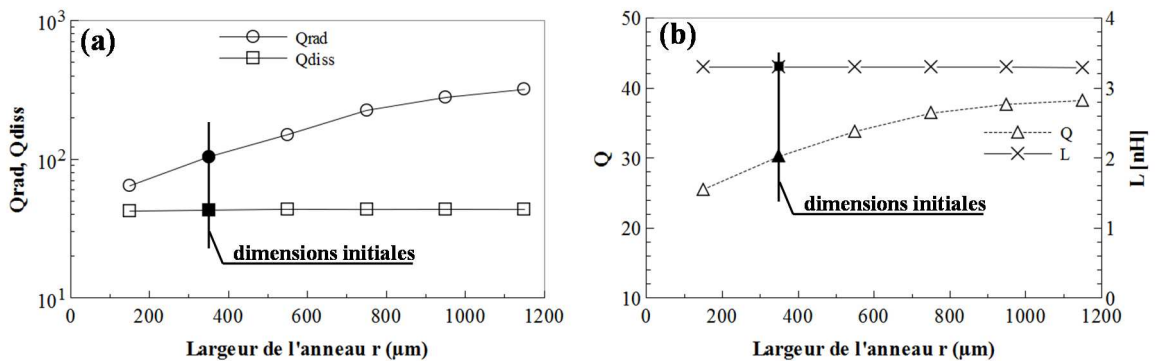 (a)
Qrad
Qdiss
10³
10²
10¹
Qrad, Qdiss
dimensions initiales
0 200 400 600 800 1000 1200
Largeur de l'anneau r (µm)
(b)
50
40
30
20
10
Q
Q
L
4
3
2
1
0
L [nH]
dimensions initiales
0 200 400 600 800 1000 1200
Largeur de l'anneau r (µm)